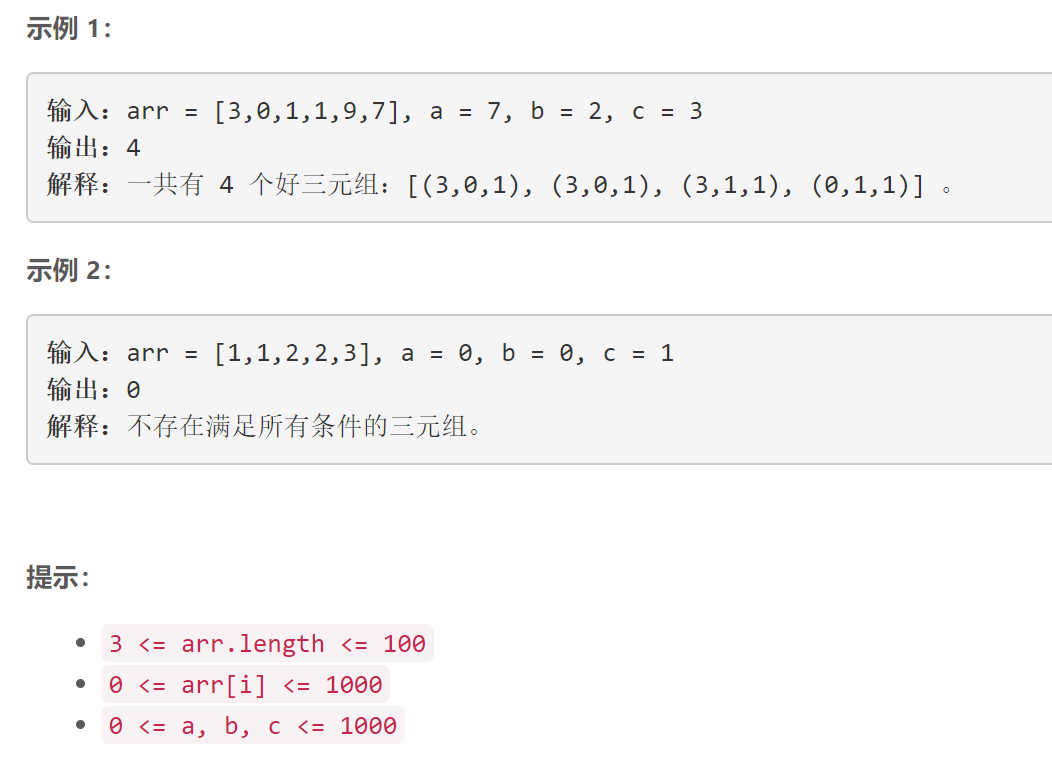 示例 1：
输入：arr = [3,0,1,1,9,7], a = 7, b = 2, c = 3
输出：4
解释：一共有 4 个好三元组：[(3,0,1), (3,0,1), (3,1,1), (0,1,1)] 。
示例 2：
输入：arr = [1,1,2,2,3], a = 0, b = 0, c = 1
输出：0
解释：不存在满足所有条件的三元组。
提示：
3 <= arr.length <= 100
0 <= arr[i] <= 1000
0 <= a, b, c <= 1000